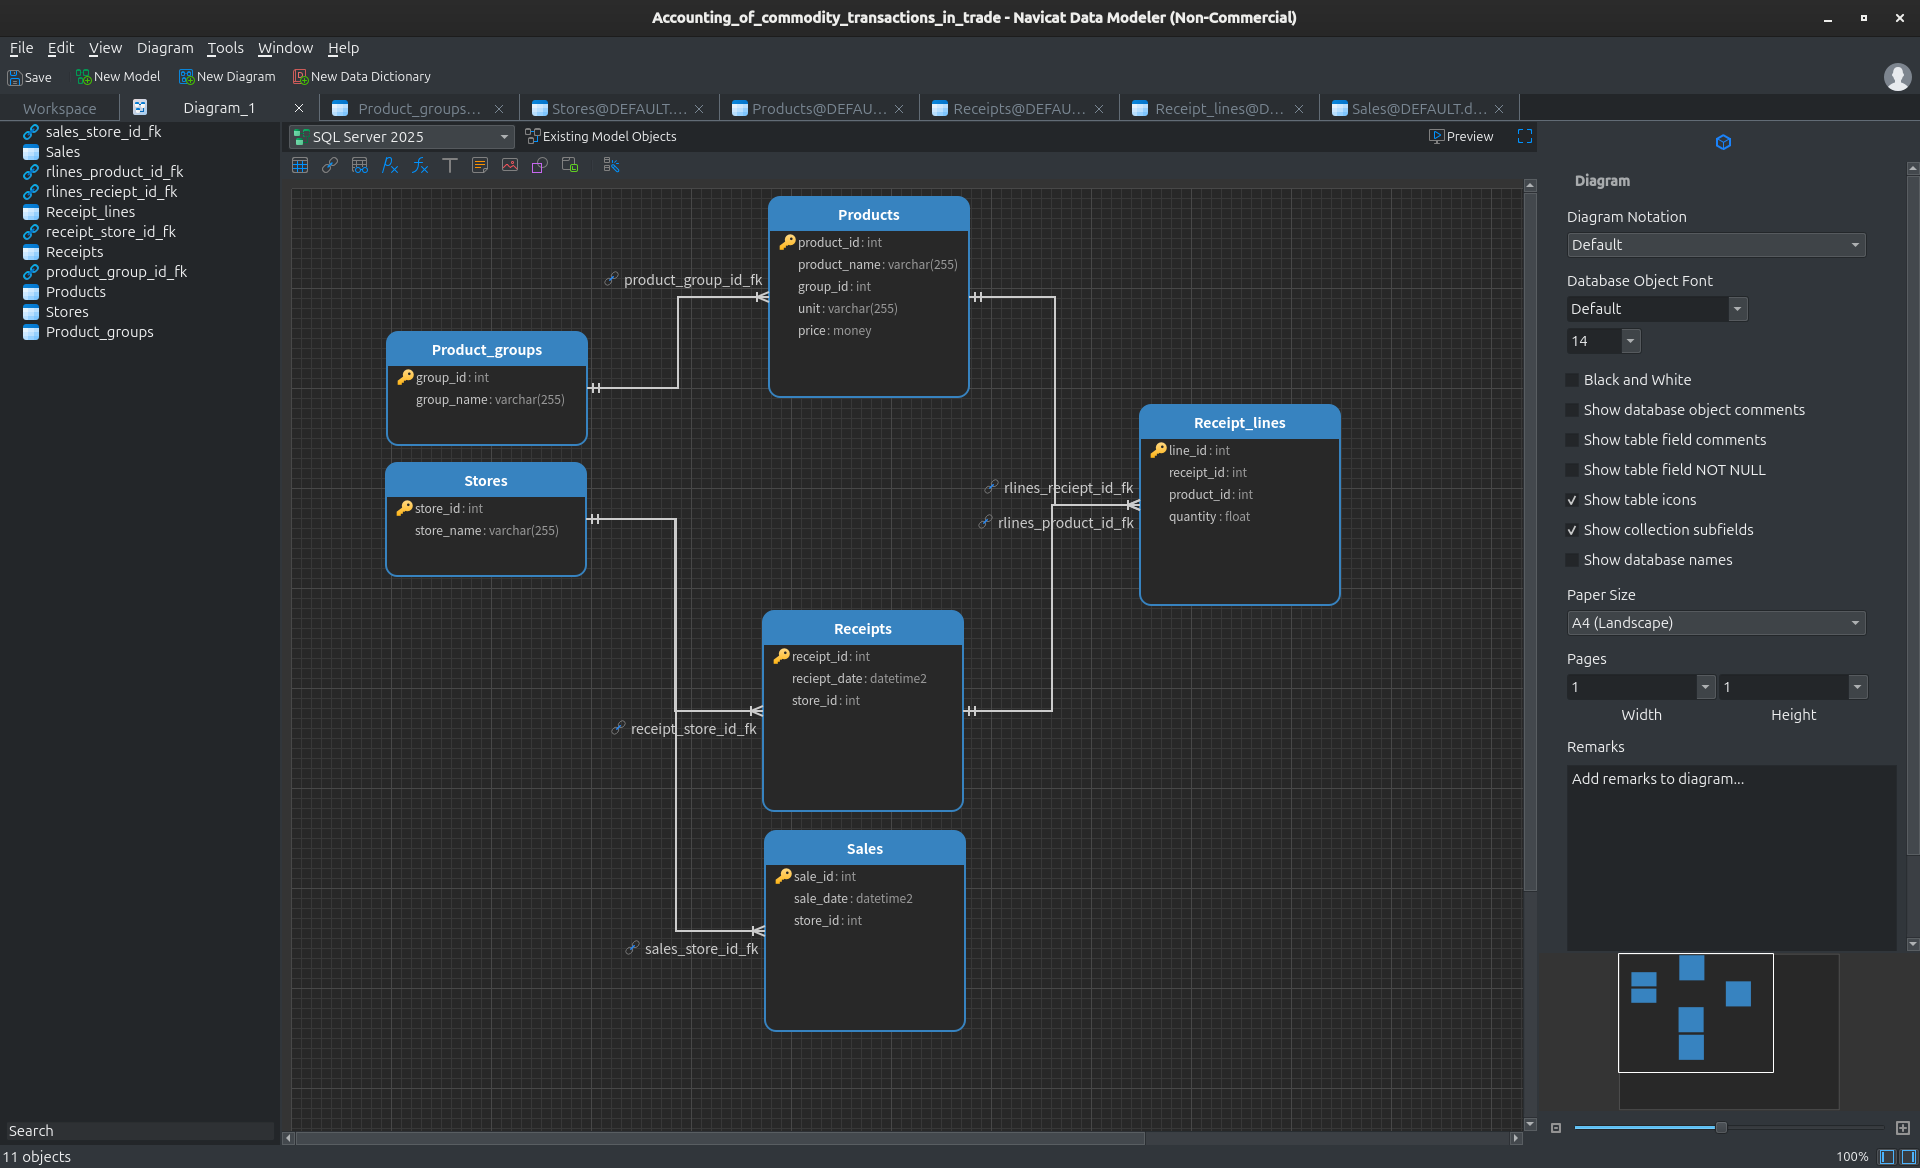 Accounting_of_commodity_transactions_in_trade - Navicat Data Modeler (Non-Commercial)
File Edit View Diagram Tools Window Help
Save New Model New Diagram New Data Dictionary
Workspace Diagram_1 Product_groups... Stores@DEFAULT.... Products@DEFAU... Receipts@DEFAU... Receipt_lines@D... Sales@DEFAULT.d...
sales_store_id_fk
Sales
rlines_product_id_fk
rlines_reciept_id_fk
Receipt_lines
receipt_store_id_fk
Receipts
product_group_id_fk
Products
Stores
Product_groups
Search
11 objects
SQL Server 2025 Existing Model Objects Preview
Products
product_id: int
product_name: varchar(255)
group_id: int
unit: varchar(255)
price: money
product_group_id_fk
Product_groups
group_id: int
group_name: varchar(255)
Stores
store_id: int
store_name: varchar(255)
Receipt_lines
line_id: int
receipt_id: int
product_id: int
quantity: float
rlines_reciept_id_fk
rlines_product_id_fk
Receipts
receipt_id: int
reciept_date: datetime2
store_id: int
receipt_store_id_fk
Sales
sale_id: int
sale_date: datetime2
store_id: int
sales_store_id_fk
Diagram
Diagram Notation
Default
Database Object Font
Default
14
Black and White
Show database object comments
Show table field comments
Show table field NOT NULL
Show table icons
Show collection subfields
Show database names
Paper Size
A4 (Landscape)
Pages
1 1
Width Height
Remarks
Add remarks to diagram...
100%